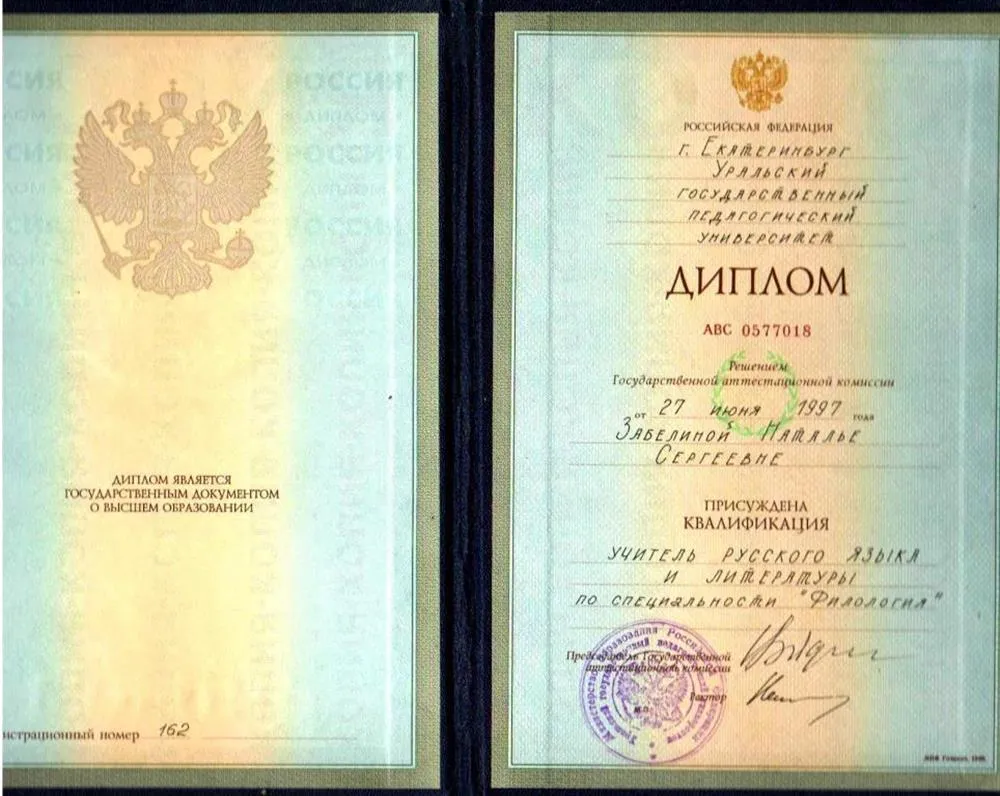 ДИПЛОМ ЯВЛЯЕТСЯ
ГОСУДАРСТВЕННЫМ ДОКУМЕНТОМ
О ВЫСШЕМ ОБРАЗОВАНИИ
истрационный номер 162
РОССИЙСКАЯ ФЕДЕРАЦИЯ
г. Екатеринбург
Уральский
государственный
педагогический
университет
ДИПЛОМ
АВС 0577018
Решением
Государственной аттестационной комиссии
от 27 июня 1997 года
Забелиной Наталье
Сергеевне
ПРИСУЖДЕНА
КВАЛИФИКАЦИЯ
учитель русского языка
и литературы
по специальности "Филология"
Председатель Государственной
аттестационной комиссии
Ректор
М.П.